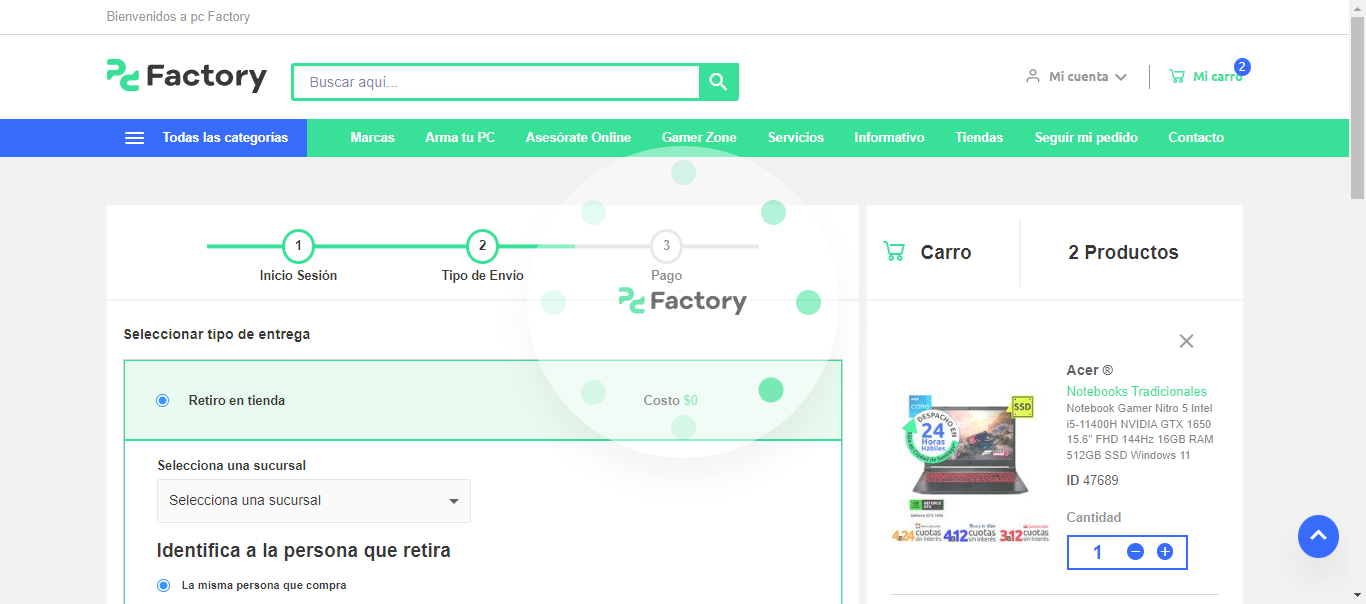 Bienvenidos a pc Factory
Factory
Buscar aquí...
Mi cuenta
Mi carro
2
Todas las categorías
Marcas
Arma tu PC
Asesórate Online
Gamer Zone
Servicios
Informativo
Tiendas
Seguir mi pedido
Contacto
1
2
3
Inicio Sesión
Tipo de Envío
Pago
Factory
Seleccionar tipo de entrega
Retiro en tienda
Costo $0
Selecciona una sucursal
Selecciona una sucursal
Identifica a la persona que retira
La misma persona que compra
Carro
2 Productos
SSD
DESPACHO EN
24
Horas
Hábiles
4a24 cuotas sin interés
4a12 cuotas sin interés
3a12 cuotas sin interés
Acer ®
Notebooks Tradicionales
Notebook Gamer Nitro 5 Intel
i5-11400H NVIDIA GTX 1650
15.6" FHD 144Hz 16GB RAM
512GB SSD Windows 11
ID 47689
Cantidad
1